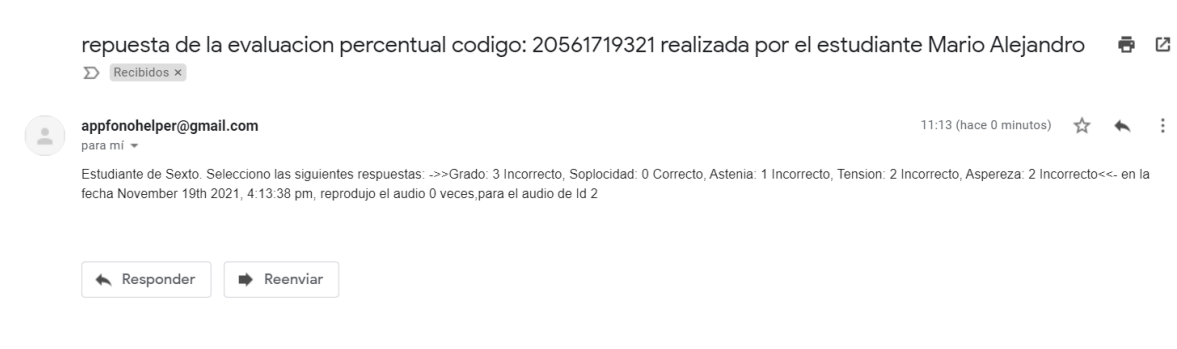 repuesta de la evaluacion percentual codigo: 20561719321 realizada por el estudiante Mario Alejandro
Recibidos ×
appfonohelper@gmail.com
11:13 (hace 0 minutos)
para mí
Estudiante de Sexto. Selecciono las siguientes respuestas: ->>Grado: 3 Incorrecto, Soplocidad: 0 Correcto, Astenia: 1 Incorrecto, Tension: 2 Incorrecto, Aspereza: 2 Incorrecto<<- en la
fecha November 19th 2021, 4:13:38 pm, reprodujo el audio 0 veces,para el audio de Id 2
Responder
Reenviar